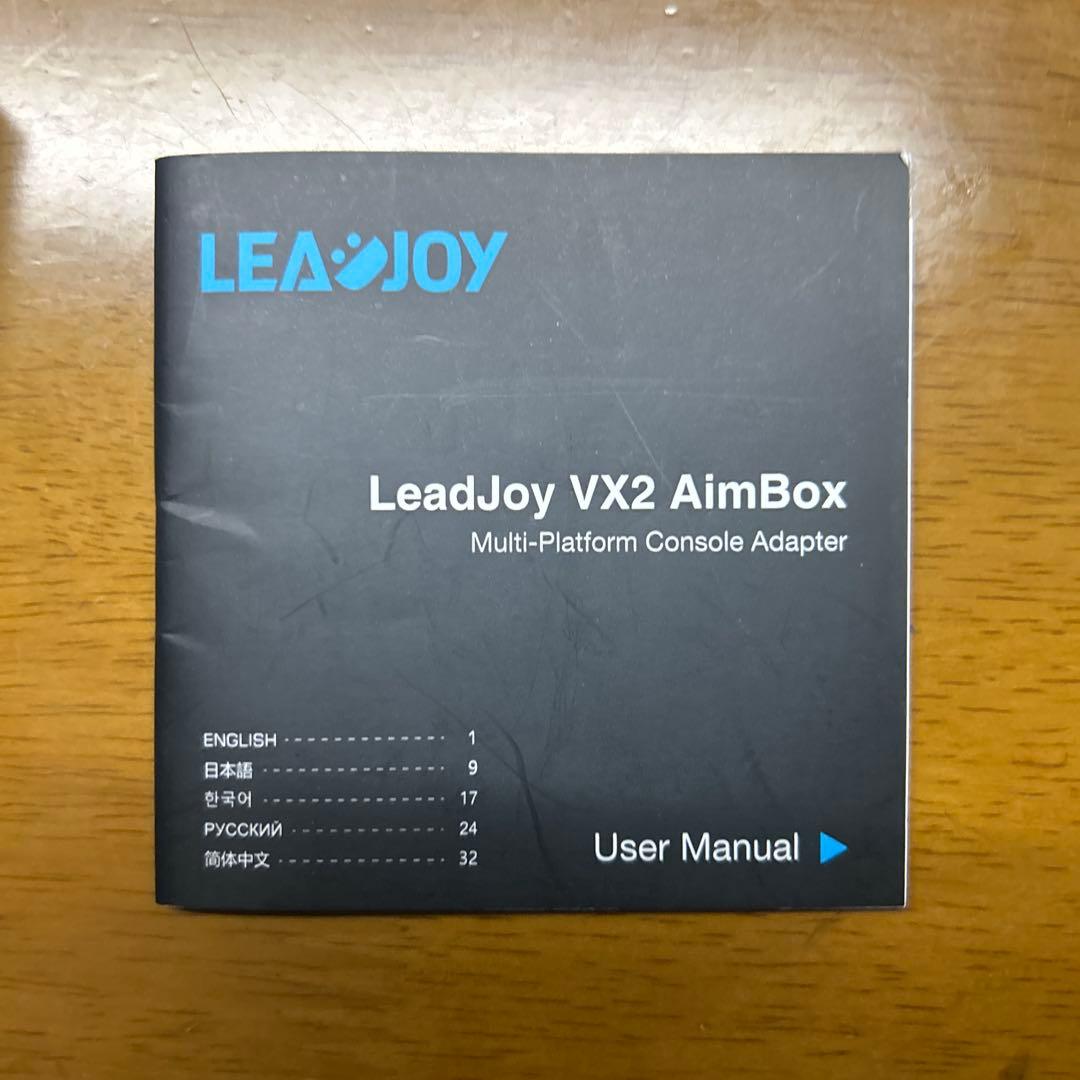 LEADJOY
LeadJoy VX2 AimBox
Multi-Platform Console Adapter
ENGLISH ------------- 1
日本語 --------------- 9
한국어 --------------- 17
РУССКИЙ ------------ 24
简体中文 ------------- 32
User Manual